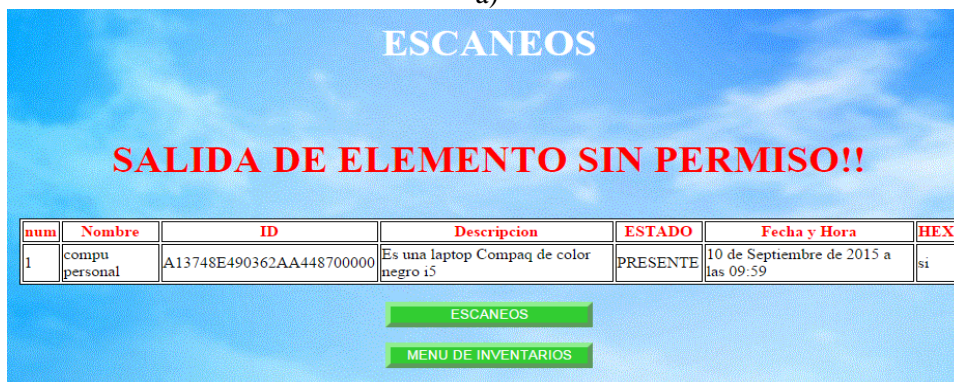 a)
ESCANEOS
SALIDA DE ELEMENTO SIN PERMISO!!
num Nombre ID Descripcion ESTADO Fecha y Hora HEX
1 compu personal A13748E490362AA448700000 Es una laptop Compaq de color negro i5 PRESENTE 10 de Septiembre de 2015 a las 09:59 si
ESCANEOS
MENU DE INVENTARIOS